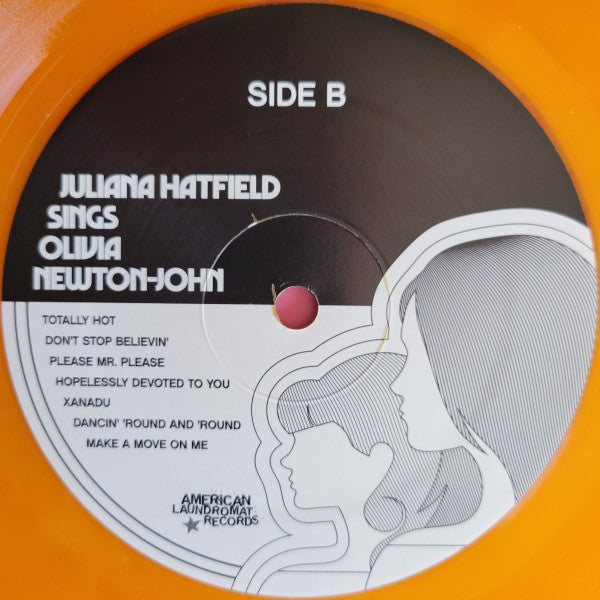 SIDE B
JULIANA HATFIELD
SINGS
OLIVIA
NEWTON-JOHN
TOTALLY HOT
DON'T STOP BELIEVIN'
PLEASE MR. PLEASE
HOPELESSLY DEVOTED TO YOU
XANADU
DANCIN' 'ROUND AND 'ROUND
MAKE A MOVE ON ME
AMERICAN
LAUNDROMAT
RECORDS